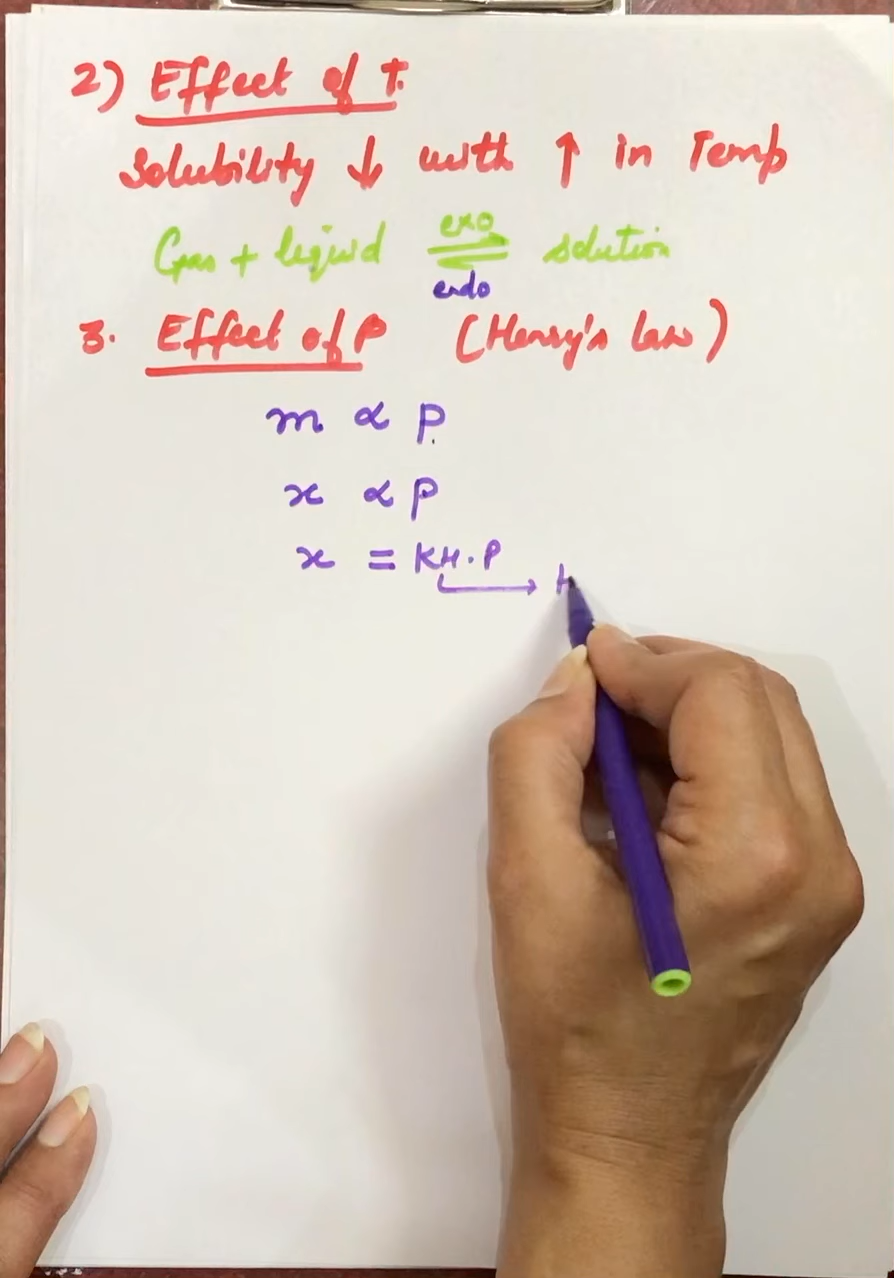 2) Effect of T.
Solubility ↓ with ↑ in Temp
Gas + liquid ⇌ solution
exo
endo
3. Effect of P (Henry's law)
m ∝ P.
x ∝ P
x = KH.P
→ H